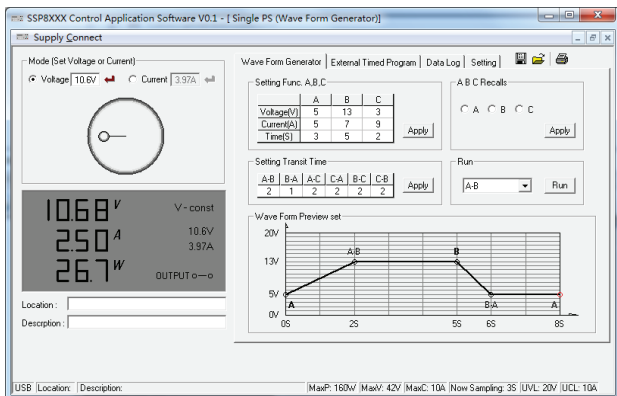 SSP8XXX Control Application Software V0.1 - [ Single PS (Wave Form Generator)]
Supply Connect
Mode (Set Voltage or Current)
Voltage 10.6V Current 3.97A
10.68 V V-const
2.50 A 10.6V
3.97A
26.7 W OUTPUT
Location :
Descrption :
Wave Form Generator External Timed Program Data Log Setting
Setting Func. A,B,C
A B C
Voltage(V) 5 13 3
Current(A) 5 7 9
Time(S) 3 5 2
Apply
A B C Recalls
A B C
Apply
Setting Transit Time
A-B B-A A-C C-A B-C C-B
2 1 2 2 2 2
Apply
Run
A-B Run
Wave Form Preview set
20V
13V
5V
0V
A-B B
A B-A A
0S 2S 5S 6S 8S
USB Location: Description: MaxP: 160W MaxV: 42V MaxC: 10A Now Sampling: 3S UVL: 20V UCL: 10A